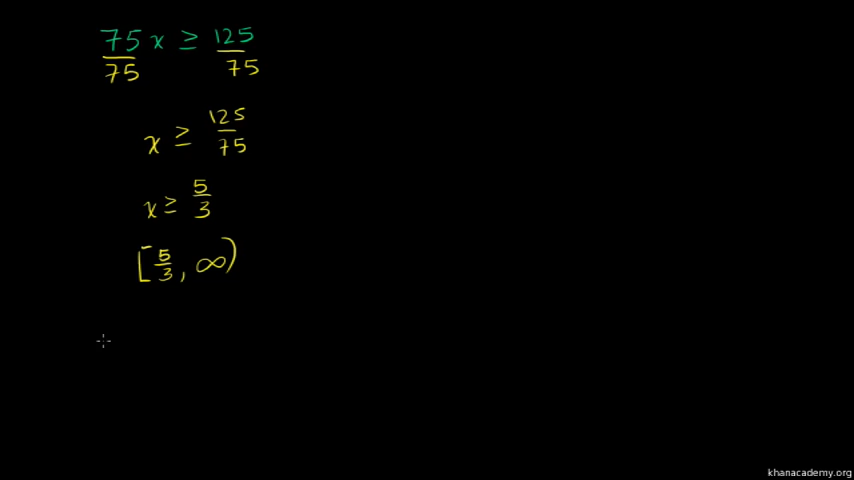 75x ≥ 125
75 75
x ≥ 125/75
x ≥ 5/3
[5/3, ∞)
khanacademy.org